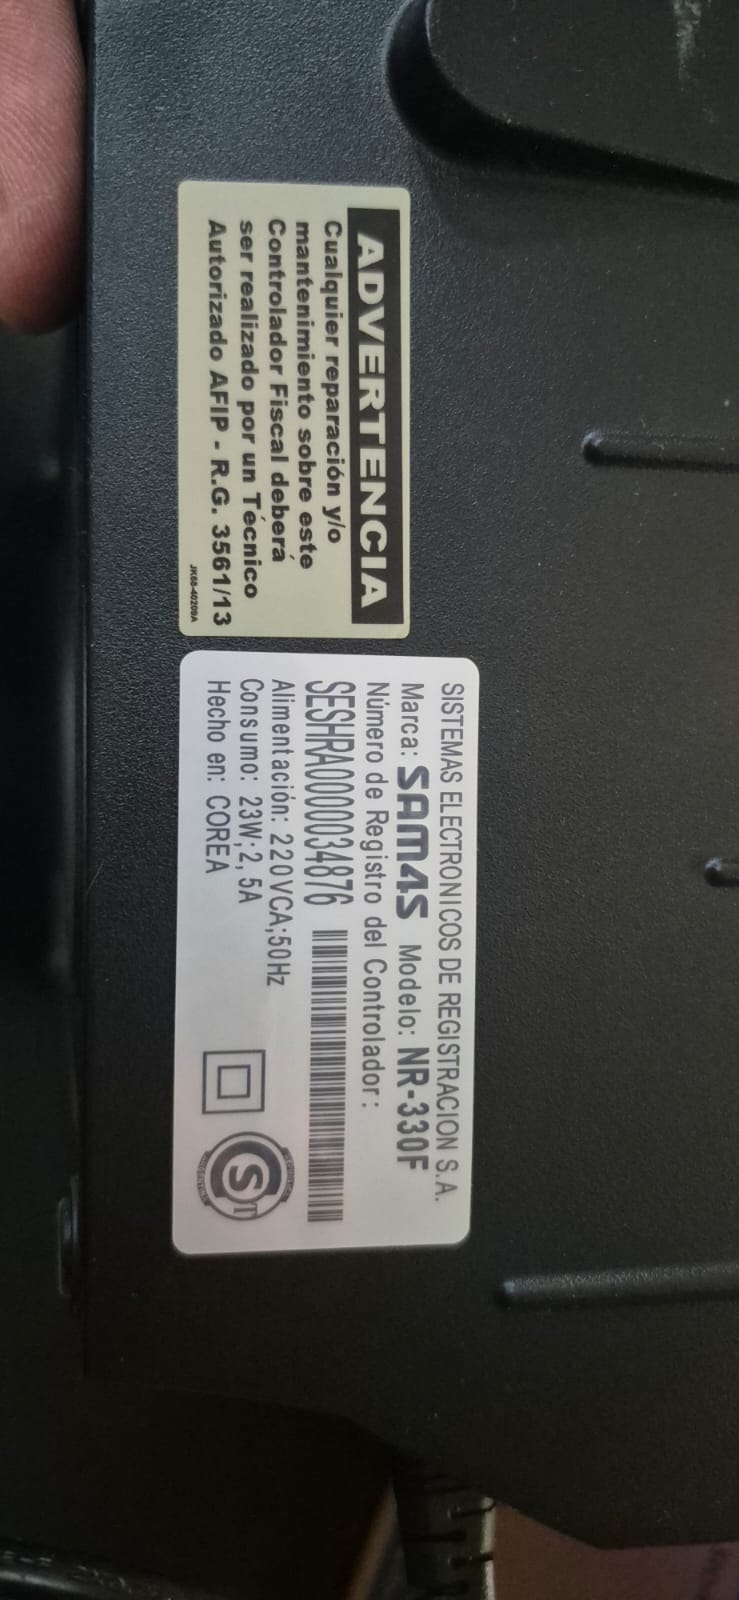 ADVERTENCIA
Cualquier reparación y/o
mantenimiento sobre este
Controlador Fiscal deberá
ser realizado por un Técnico
Autorizado AFIP - R.G. 3561/13
JK68-40209A
SISTEMAS ELECTRONICOS DE REGISTRACION S.A.
Marca: SAM4S Modelo: NR-330F
Número de Registro del Controlador:
SESHRA0000034876
Alimentación: 220VCA;50Hz
Consumo: 23W;2,5A
Hecho en: COREA
S